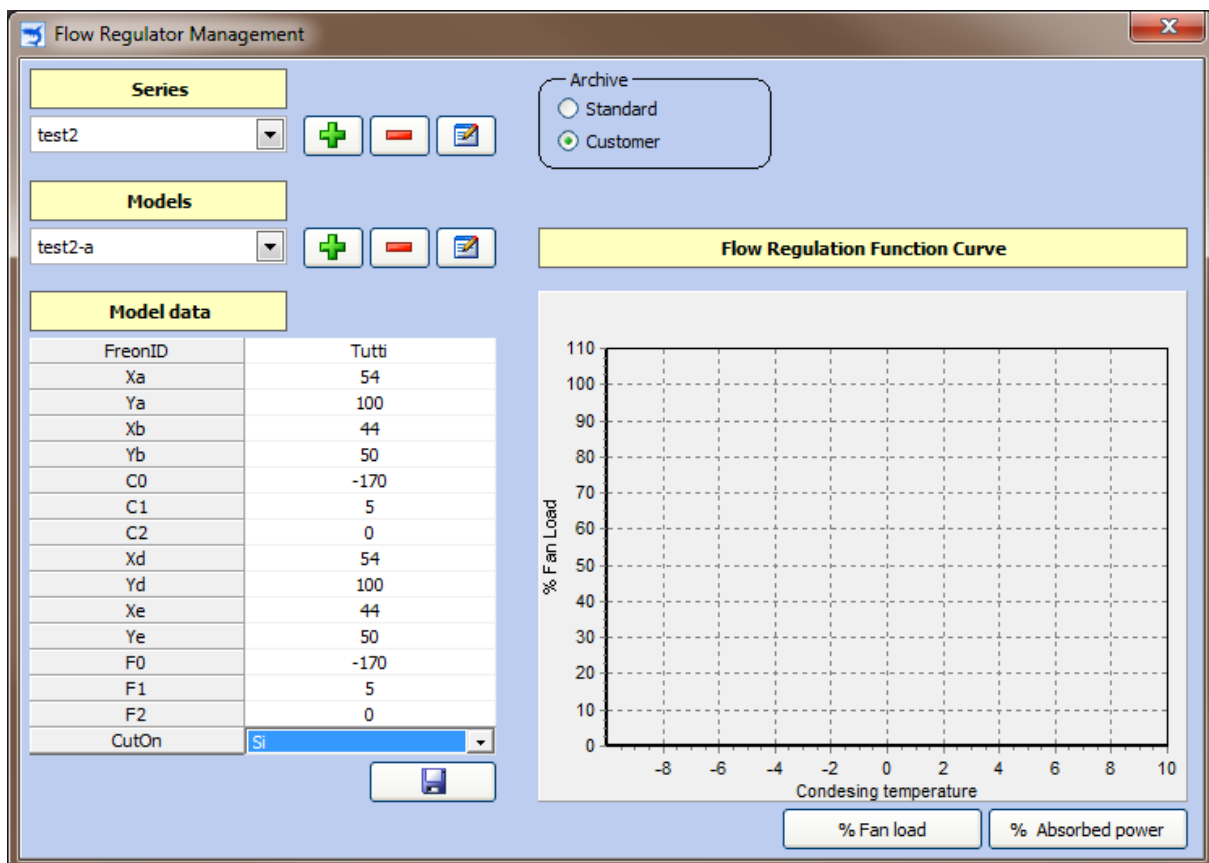 Flow Regulator Management
x
Series
test2
Archive
Standard
Customer
Models
test2-a
Flow Regulation Function Curve
Model data
FreonID Tutti
Xa 54
Ya 100
Xb 44
Yb 50
C0 -170
C1 5
C2 0
Xd 54
Yd 100
Xe 44
Ye 50
F0 -170
F1 5
F2 0
CutOn Si
110
100
90
80
70
60
50
40
30
20
10
0
% Fan Load
-8 -6 -4 -2 0 2 4 6 8 10
Condesing temperature
% Fan load
% Absorbed power